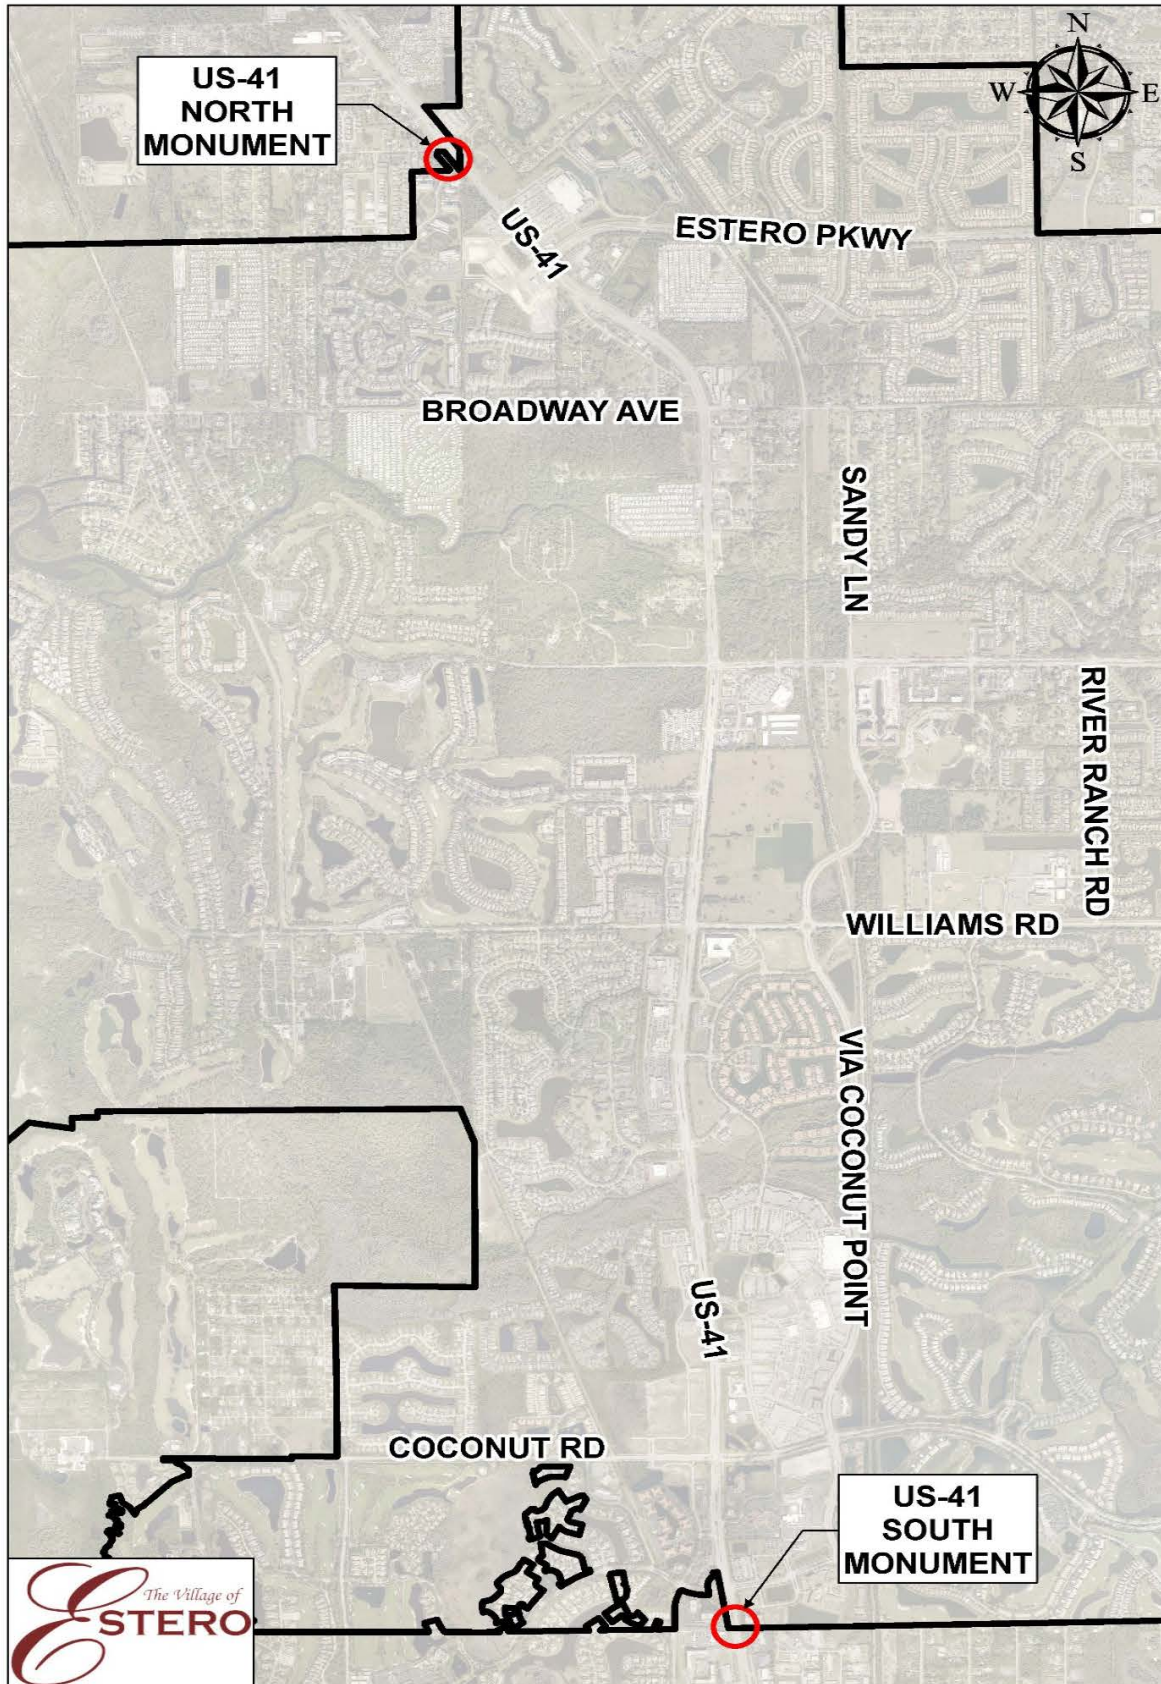 US-41
NORTH
MONUMENT
N
W
E
S
US-41
ESTERO PKWY
BROADWAY AVE
SANDY LN
RIVER RANCH RD
WILLIAMS RD
VIA COCONUT POINT
US-41
COCONUT RD
US-41
SOUTH
MONUMENT
The Village of
ESTERO